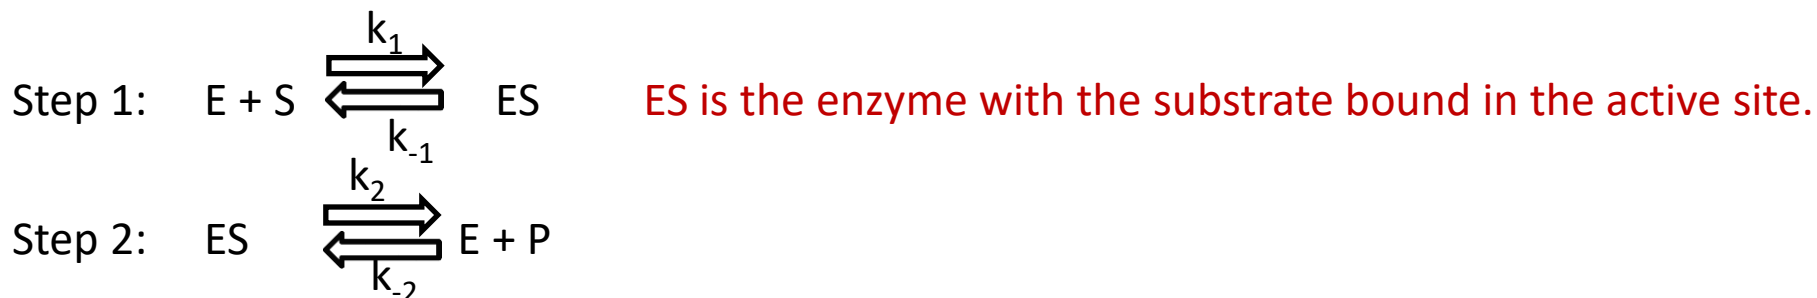 k₁
Step 1: E + S ES ES is the enzyme with the substrate bound in the active site.
k₋₁
k₂
Step 2: ES E + P
k₋₂